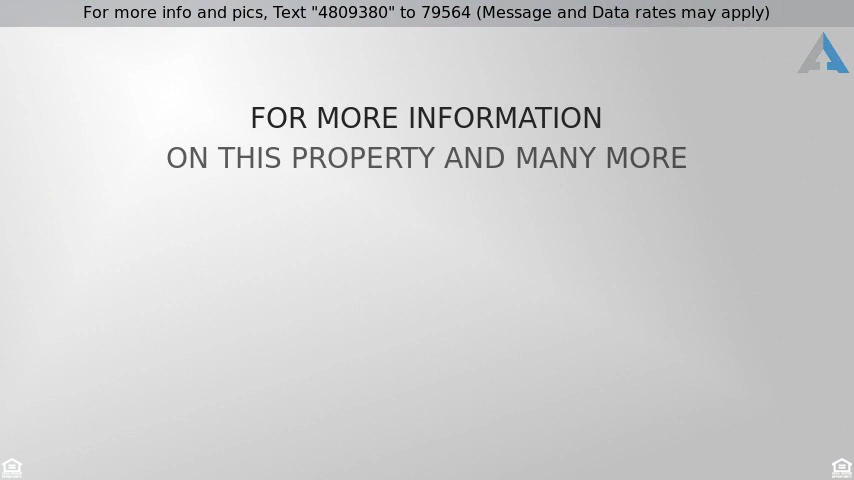 For more info and pics, Text "4809380" to 79564 (Message and Data rates may apply)
FOR MORE INFORMATION
ON THIS PROPERTY AND MANY MORE